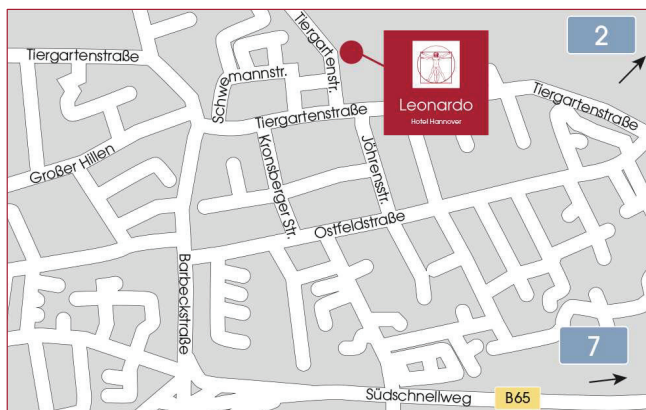 Tiergartenstraße
Tiergartenstr.
2
Schwemannstr.
Leonardo
Hotel Hannover
Tiergartenstraße
Tiergartenstraße
Großer Hillen
Kronsberger Str.
Jöhrensstr.
Ostfeldstraße
Barbeckstraße
7
Südschnellweg
B65